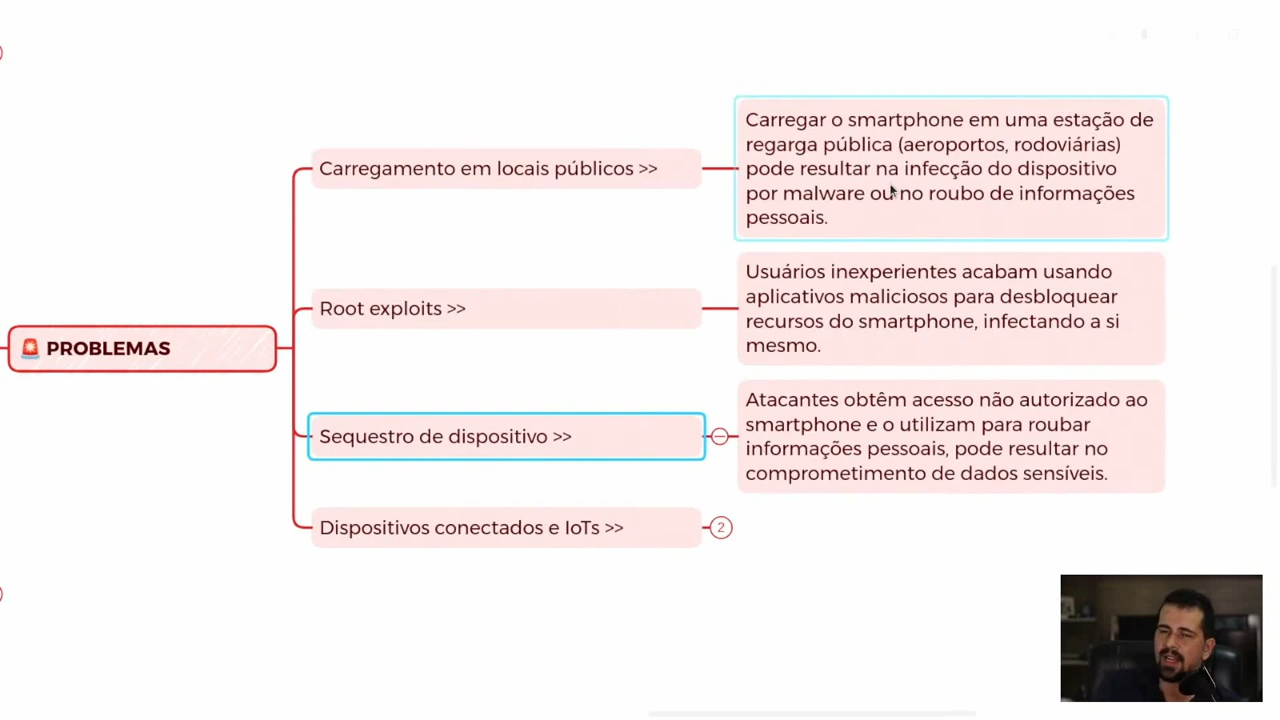 Carregamento em locais públicos >>
Carregar o smartphone em uma estação de
regarga pública (aeroportos, rodoviárias)
pode resultar na infecção do dispositivo
por malware ou no roubo de informações
pessoais.
Root exploits >>
Usuários inexperientes acabam usando
aplicativos maliciosos para desbloquear
recursos do smartphone, infectando a si
mesmo.
🚨 PROBLEMAS
Sequestro de dispositivo >>
Atacantes obtêm acesso não autorizado ao
smartphone e o utilizam para roubar
informações pessoais, pode resultar no
comprometimento de dados sensíveis.
Dispositivos conectados e IoTs >>
2